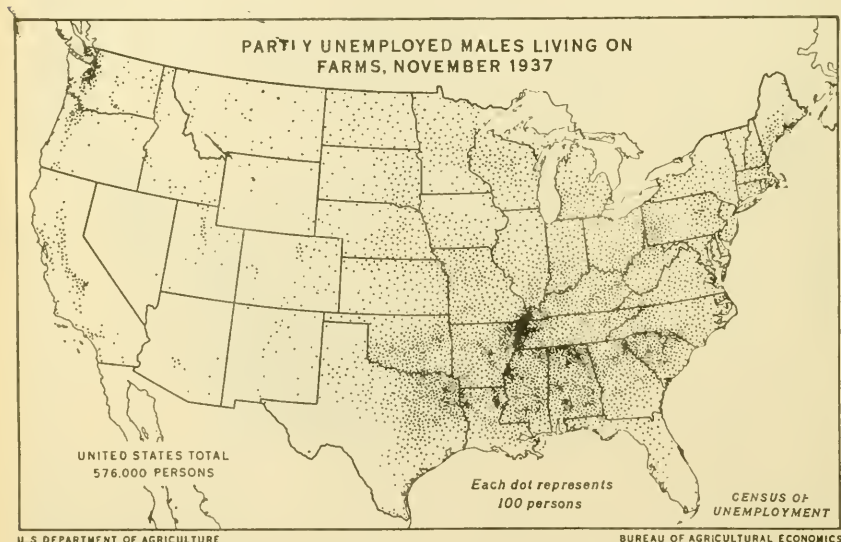 PARTLY UNEMPLOYED MALES LIVING ON
FARMS, NOVEMBER 1937
UNITED STATES TOTAL
576,000 PERSONS
Each dot represents
100 persons
CENSUS OF
UNEMPLOYMENT
U.S. DEPARTMENT OF AGRICULTURE
BUREAU OF AGRICULTURAL ECONOMICS